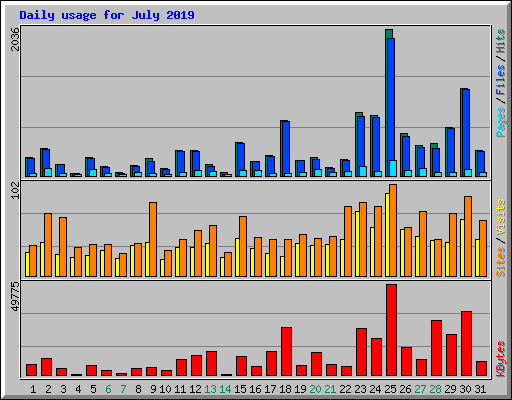 Daily usage for July 2019
2036
Pages / Files / Hits
102
Sites / Visits
49775
KBytes
1 2 3 4 5 6 7 8 9 10 11 12 13 14 15 16 17 18 19 20 21 22 23 24 25 26 27 28 29 30 31